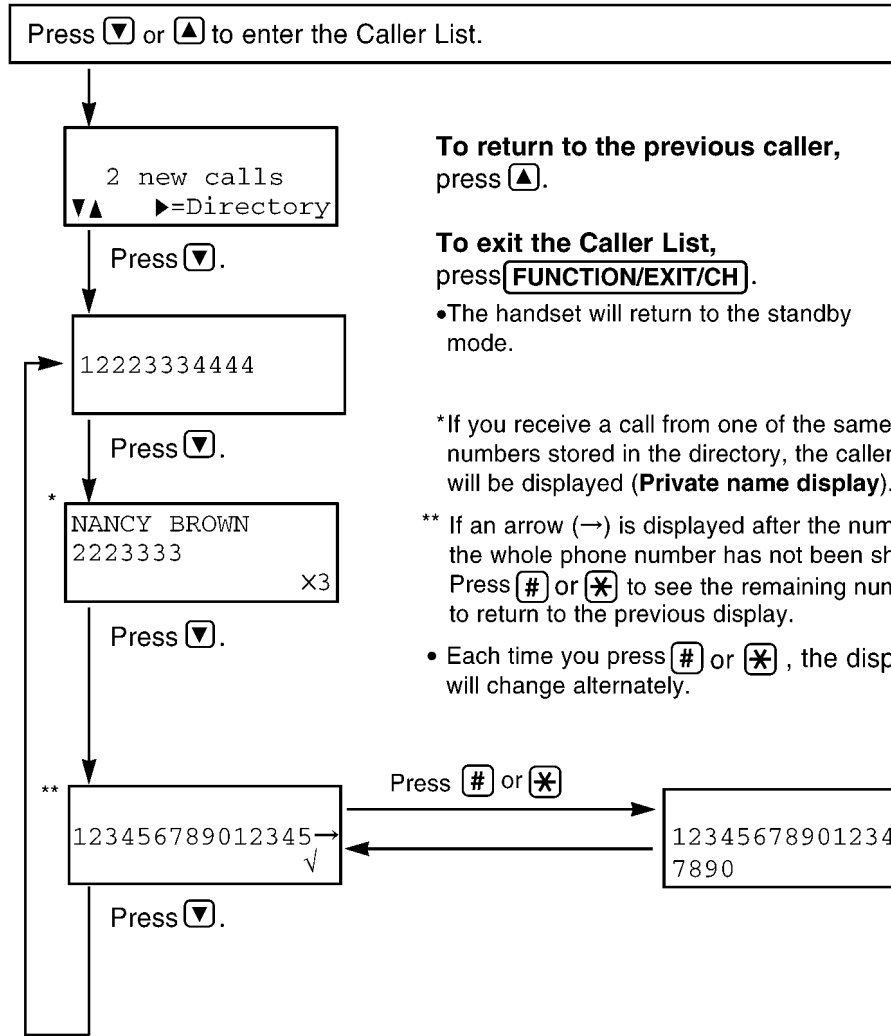 Press ▼ or ▲ to enter the Caller List.
2 new calls
▼▲ ▶=Directory
Press ▼.
12223334444
Press ▼.
*
NANCY BROWN
2223333
×3
Press ▼.
**
123456789012345→
√
Press ▼.
To return to the previous caller,
press ▲.
To exit the Caller List,
press FUNCTION/EXIT/CH.
•The handset will return to the standby
mode.
*If you receive a call from one of the same
numbers stored in the directory, the caller
will be displayed (Private name display).
** If an arrow (→) is displayed after the
the whole phone number has not been
Press # or ✱ to see the remaining
to return to the previous display.
• Each time you press # or ✱ , the
will change alternately.
Press # or ✱
12345678901234
7890